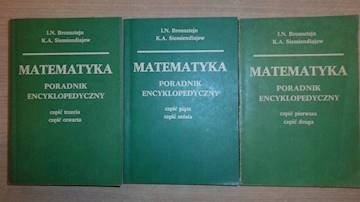 I.N. Bronsztejn
K.A. Siemiendiajew
MATEMATYKA
PORADNIK
ENCYKLOPEDYCZNY
część trzecia
część czwarta
I.N. Bronsztejn
K.A. Siemiendiajew
MATEMATYKA
PORADNIK
ENCYKLOPEDYCZNY
część piąta
część szósta
I.N. Bronsztejn
K.A. Siemiendiajew
MATEMATYKA
PORADNIK
ENCYKLOPEDYCZNY
część pierwsza
część druga